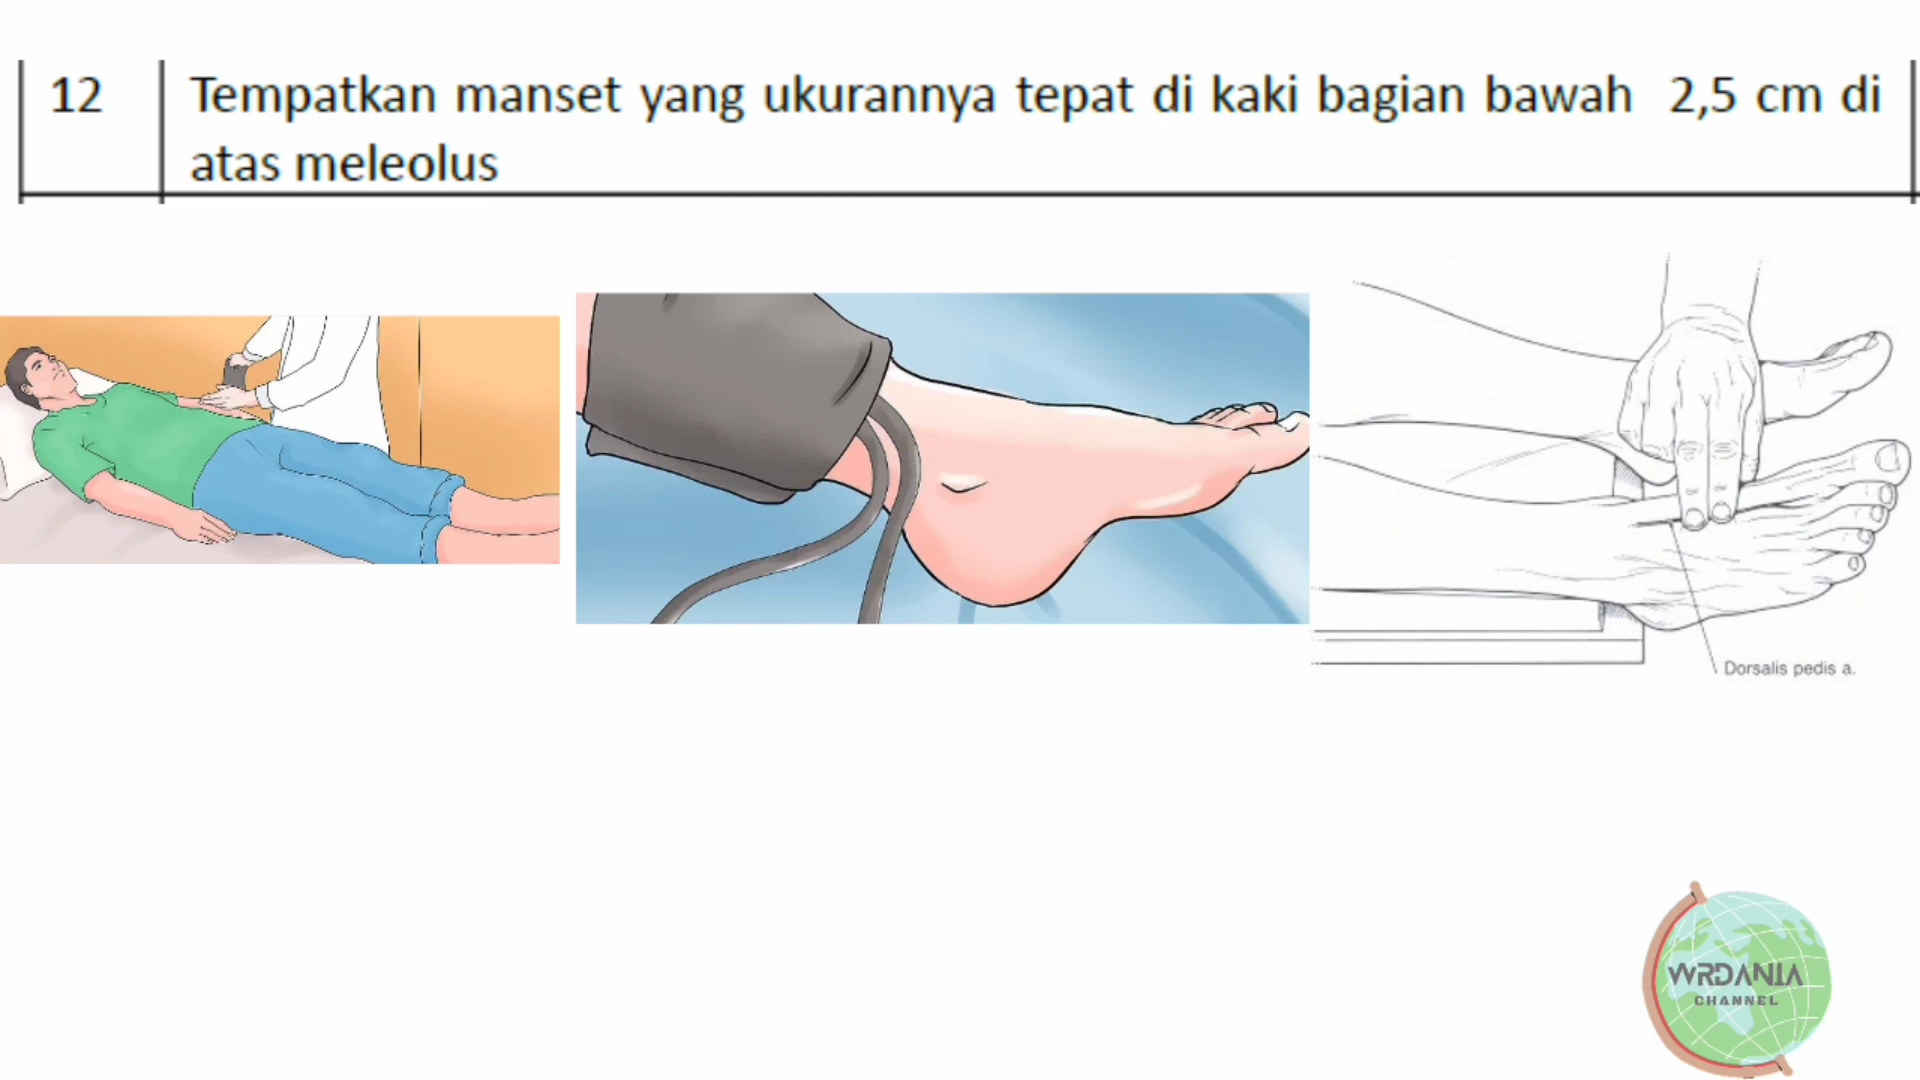 12
Tempatkan manset yang ukurannya tepat di kaki bagian bawah 2,5 cm di
atas meleolus
Dorsalis pedis a.
WRDANIA
CHANNEL